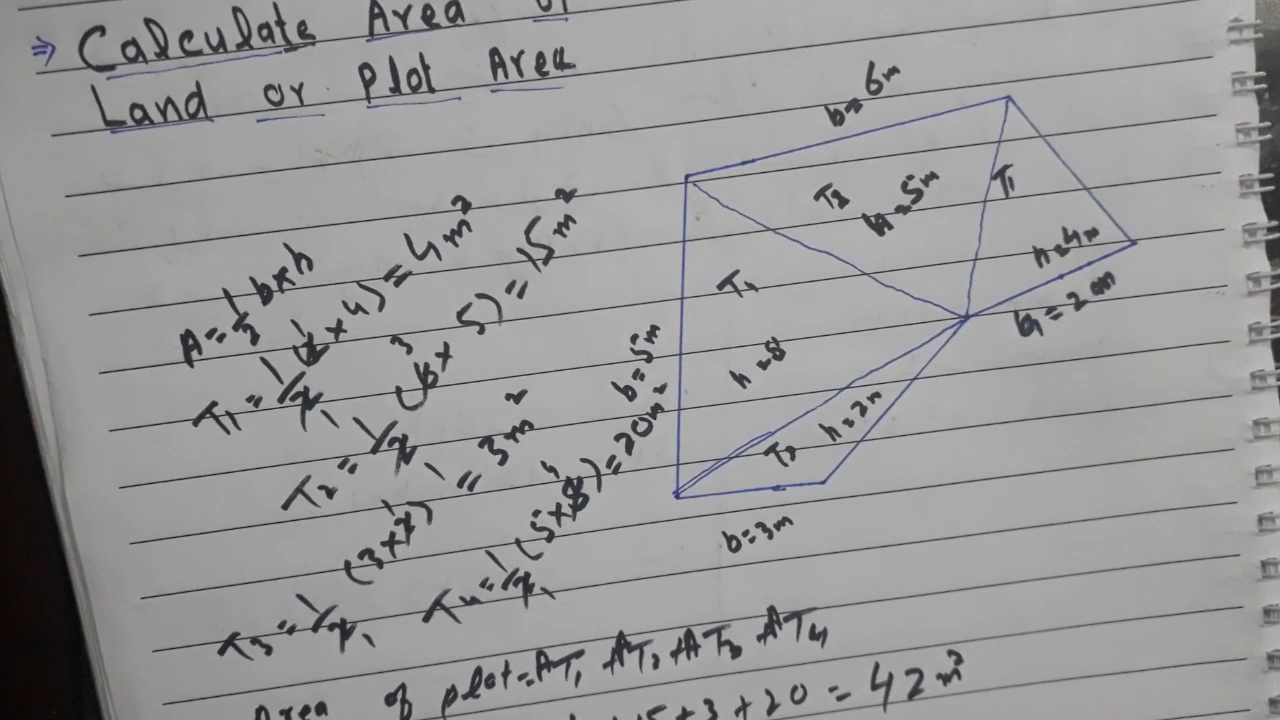 ⇒ Calculate Area of
Land or Plot Area
A = 1/2 b×h
T1 = 1/2 (2×4) = 4m²
T2 = 1/2 (6×5) = 15m²
T3 = 1/2 (3×2) = 3m²
T4 = 1/2 (5×8) = 20m²
b=6m
T2
h=5m
T1
h=4m
b1=2m
T4
h=8
b=5m
T3
h=2m
b=3m
Area of plot = AT1 + AT2 + AT3 + AT4
+15+3+20 = 42m²